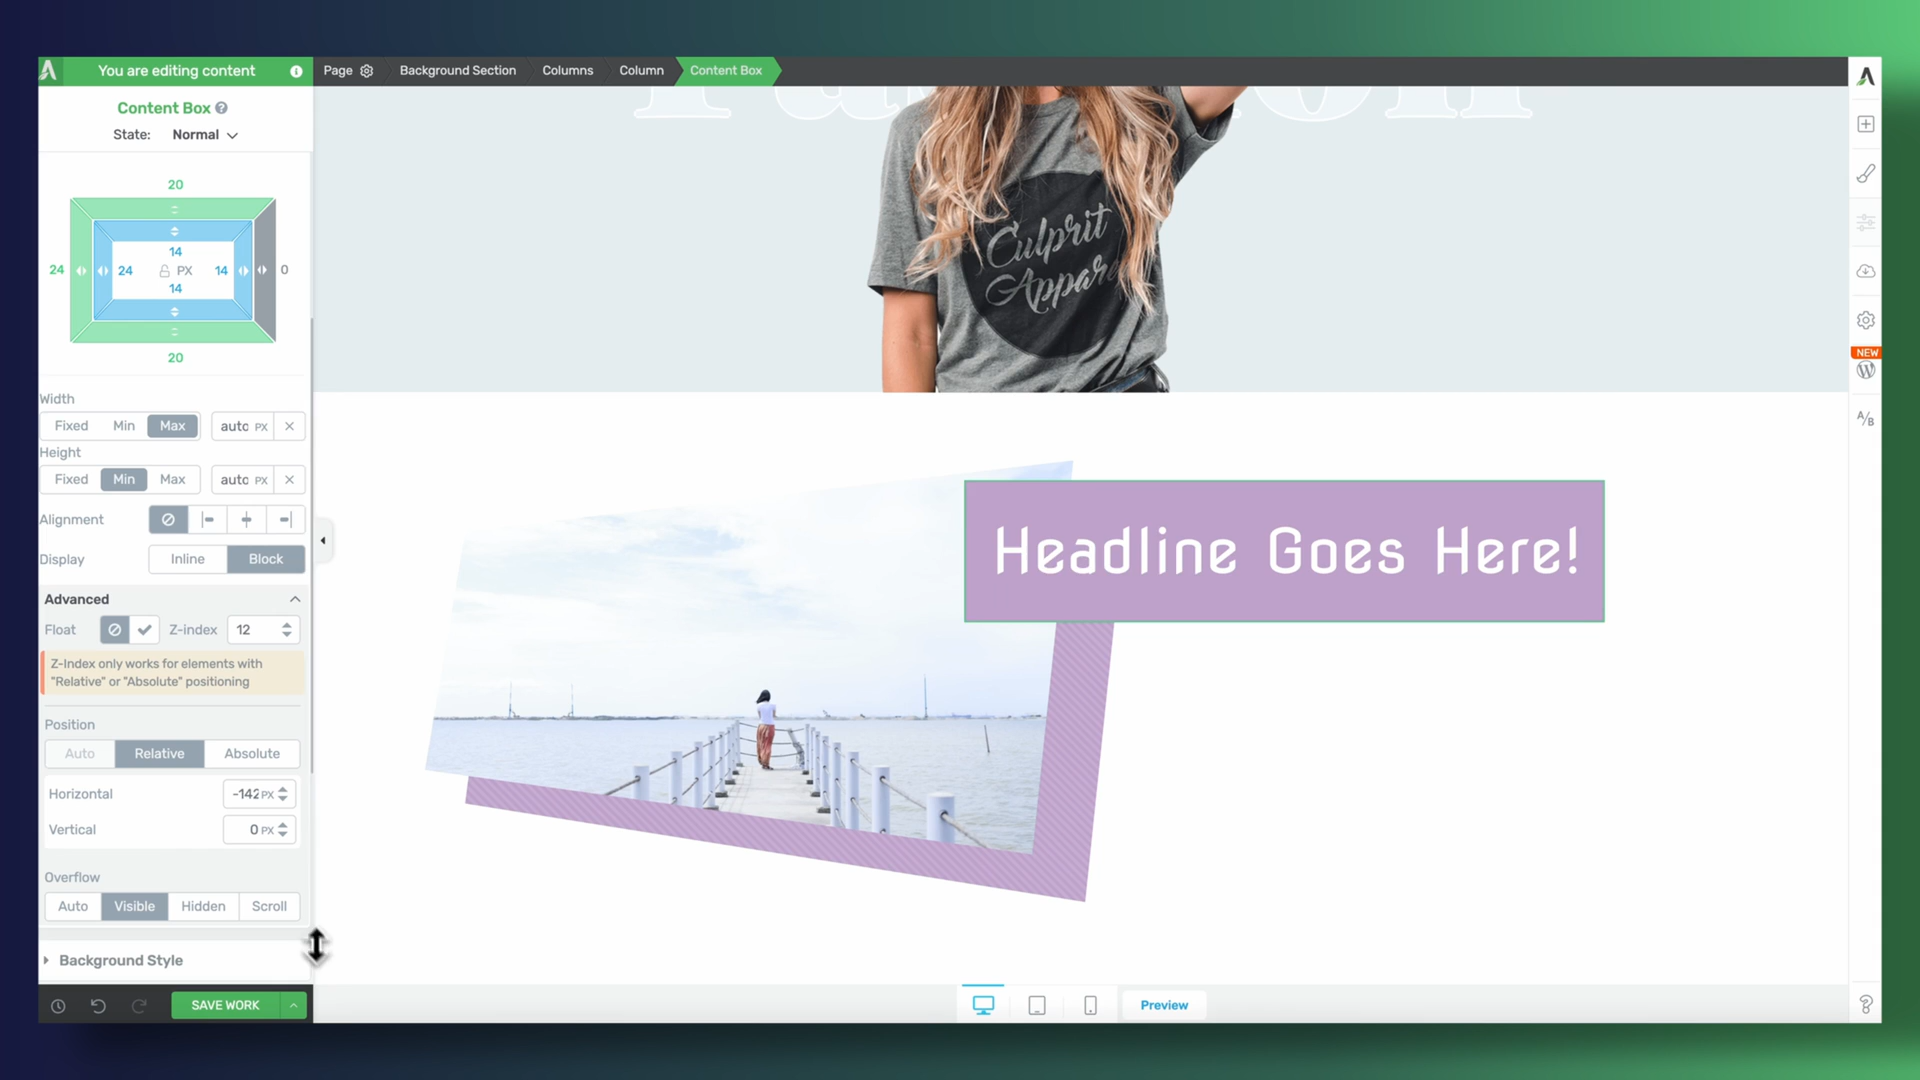 You are editing content
Page
Background Section
Columns
Column
Content Box
Content Box
State: Normal
20
14
24 24 PX 14 0
14
20
Width
Fixed Min Max auto PX
Height
Fixed Min Max auto PX
Alignment
Display Inline Block
Advanced
Float Z-index 12
Z-Index only works for elements with
"Relative" or "Absolute" positioning
Position
Auto Relative Absolute
Horizontal -142 PX
Vertical 0 PX
Overflow
Auto Visible Hidden Scroll
Background Style
SAVE WORK
Culprit
Apparel
Headline Goes Here!
Preview
NEW
A/B